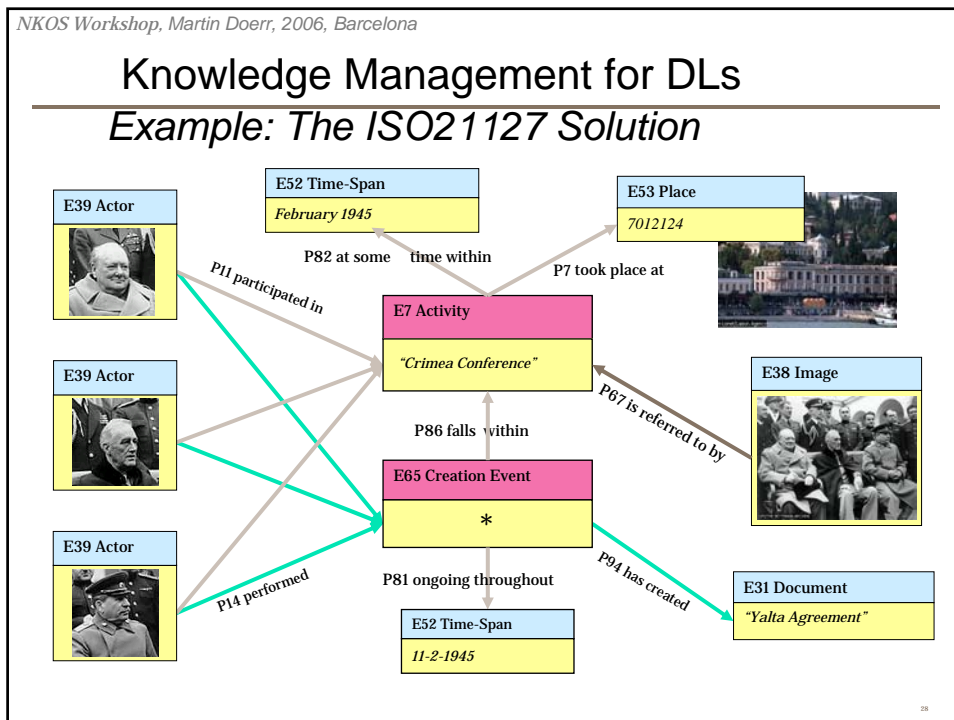 NKOS Workshop, Martin Doerr, 2006, Barcelona
Knowledge Management for DLs
Example: The ISO21127 Solution
E52 Time-Span
February 1945
E53 Place
7012124
E39 Actor
P82 at some time within
P7 took place at
P11 participated in
E7 Activity
“Crimea Conference”
E39 Actor
E38 Image
P67 is referred to by
P86 falls within
E65 Creation Event
*
E39 Actor
P14 performed
P81 ongoing throughout
P94 has created
E31 Document
“Yalta Agreement”
E52 Time-Span
11-2-1945
28